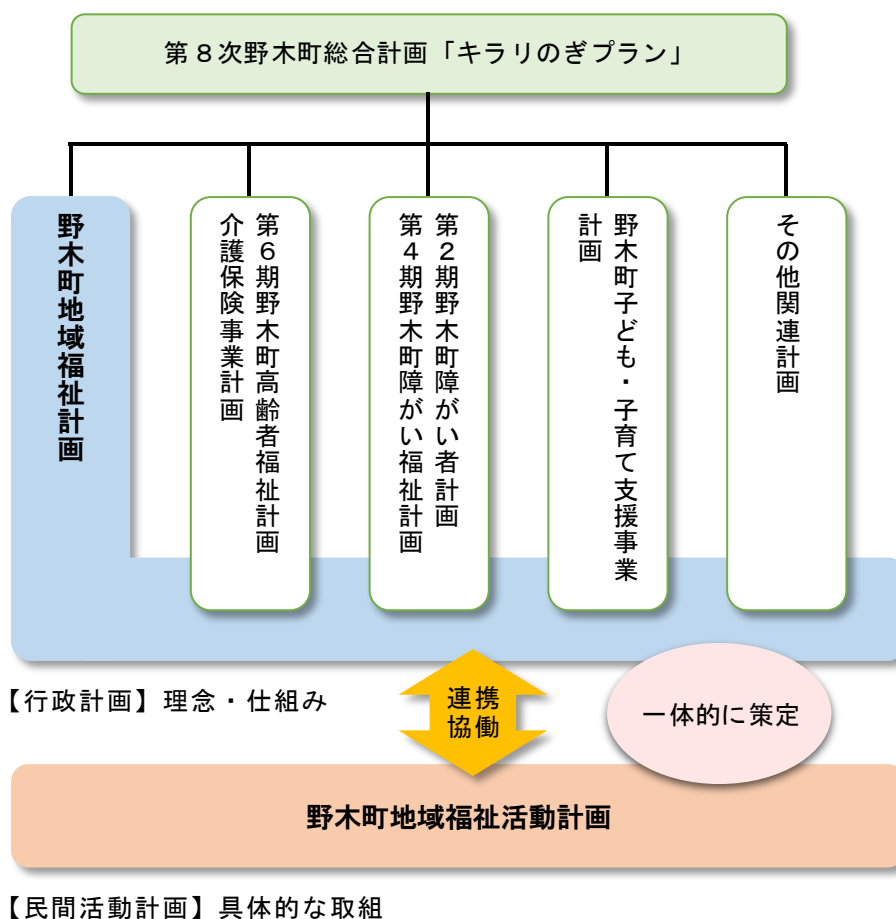 第８次野木町総合計画「キラリのぎプラン」
野木町地域福祉計画
第６期野木町高齢者福祉計画
介護保険事業計画
第２期野木町障がい者計画
第４期野木町障がい福祉計画
野木町子ども・子育て支援事業
計画
その他関連計画
【行政計画】理念・仕組み
連携
協働
一体的に策定
野木町地域福祉活動計画
【民間活動計画】具体的な取組